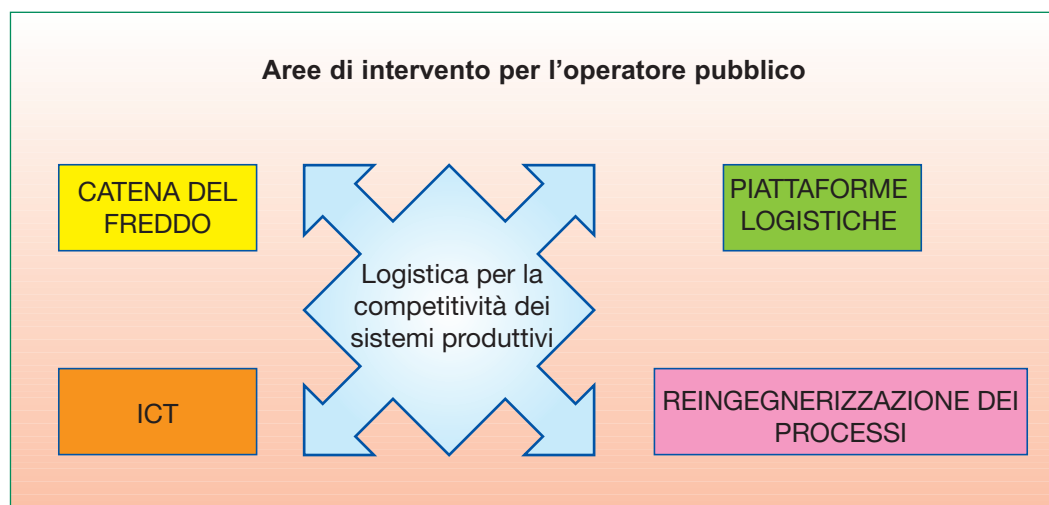 Aree di intervento per l’operatore pubblico
CATENA DEL
FREDDO
PIATTAFORME
LOGISTICHE
Logistica per la
competitività dei
sistemi produttivi
ICT
REINGEGNERIZZAZIONE DEI
PROCESSI